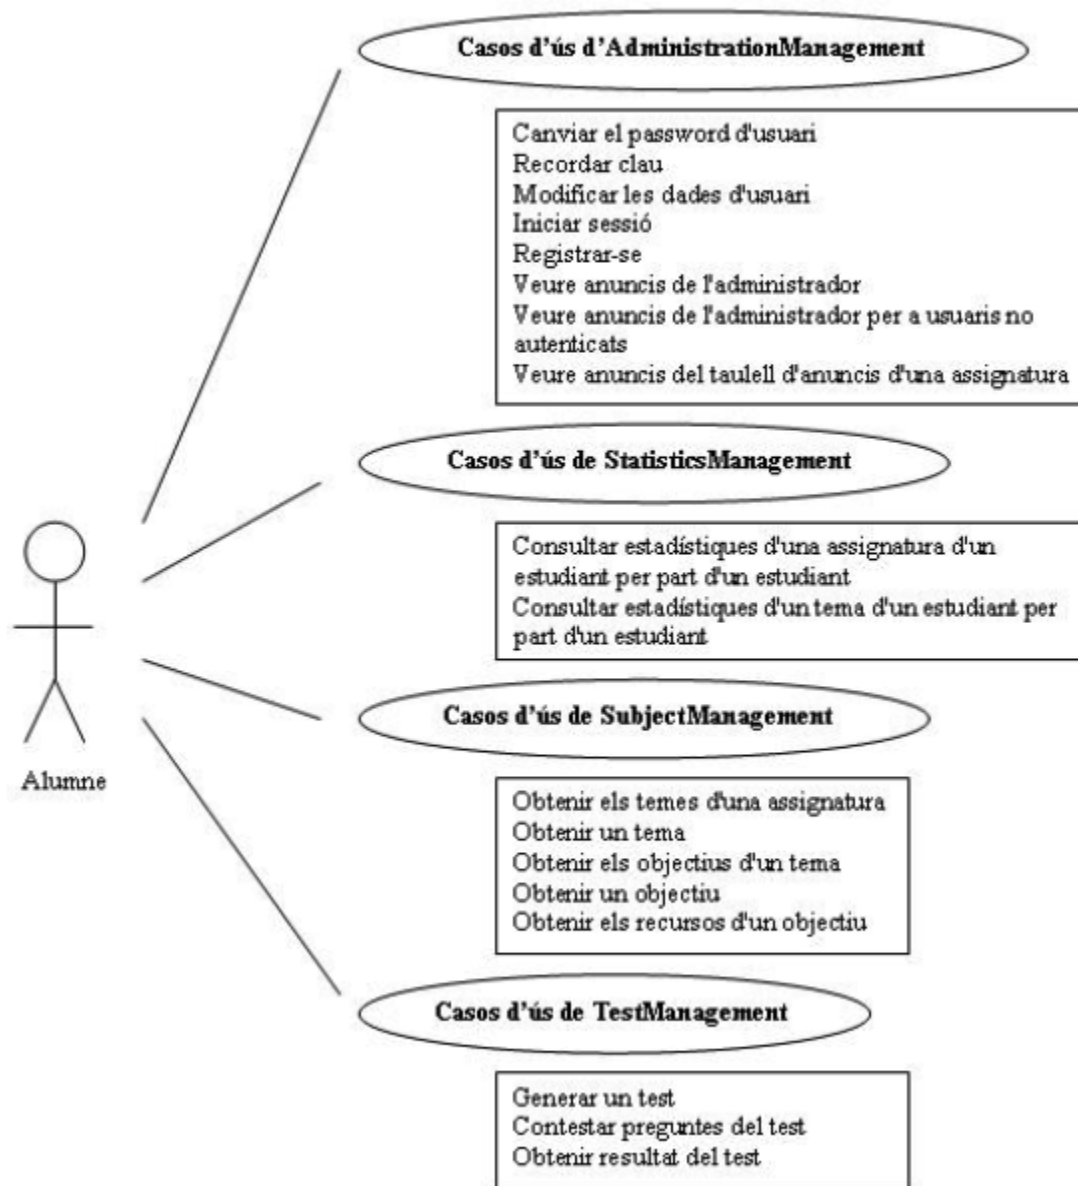 Casos d'ús d'AdministrationManagement
Canviar el password d'usuari
Recordar clau
Modificar les dades d'usuari
Iniciar sessió
Registrar-se
Veure anuncis de l'administrador
Veure anuncis de l'administrador per a usuaris no
autenticats
Veure anuncis del taulell d'anuncis d'una assignatura
Casos d'ús de StatisticsManagement
Consultar estadístiques d'una assignatura d'un
estudiant per part d'un estudiant
Consultar estadístiques d'un tema d'un estudiant per
part d'un estudiant
Casos d'ús de SubjectManagement
Alumne
Obtenir els temes d'una assignatura
Obtenir un tema
Obtenir els objectius d'un tema
Obtenir un objectiu
Obtenir els recursos d'un objectiu
Casos d'ús de TestManagement
Generar un test
Contestar preguntes del test
Obtenir resultat del test